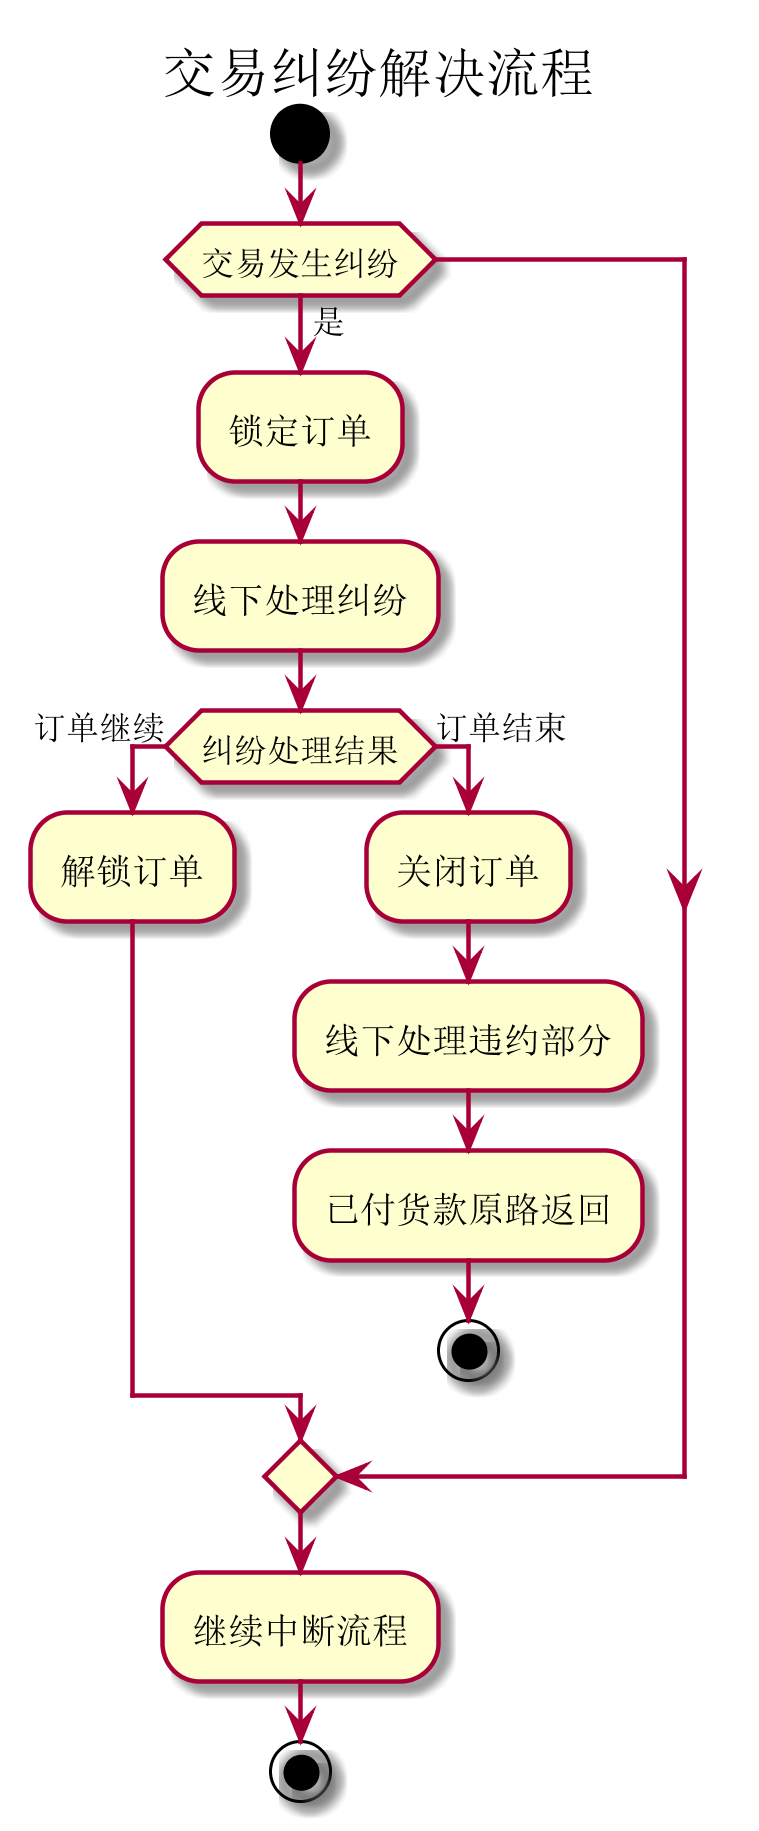 交易纠纷解决流程
交易发生纠纷
是
锁定订单
线下处理纠纷
订单继续
纠纷处理结果
订单结束
解锁订单
关闭订单
线下处理违约部分
已付货款原路返回
继续中断流程